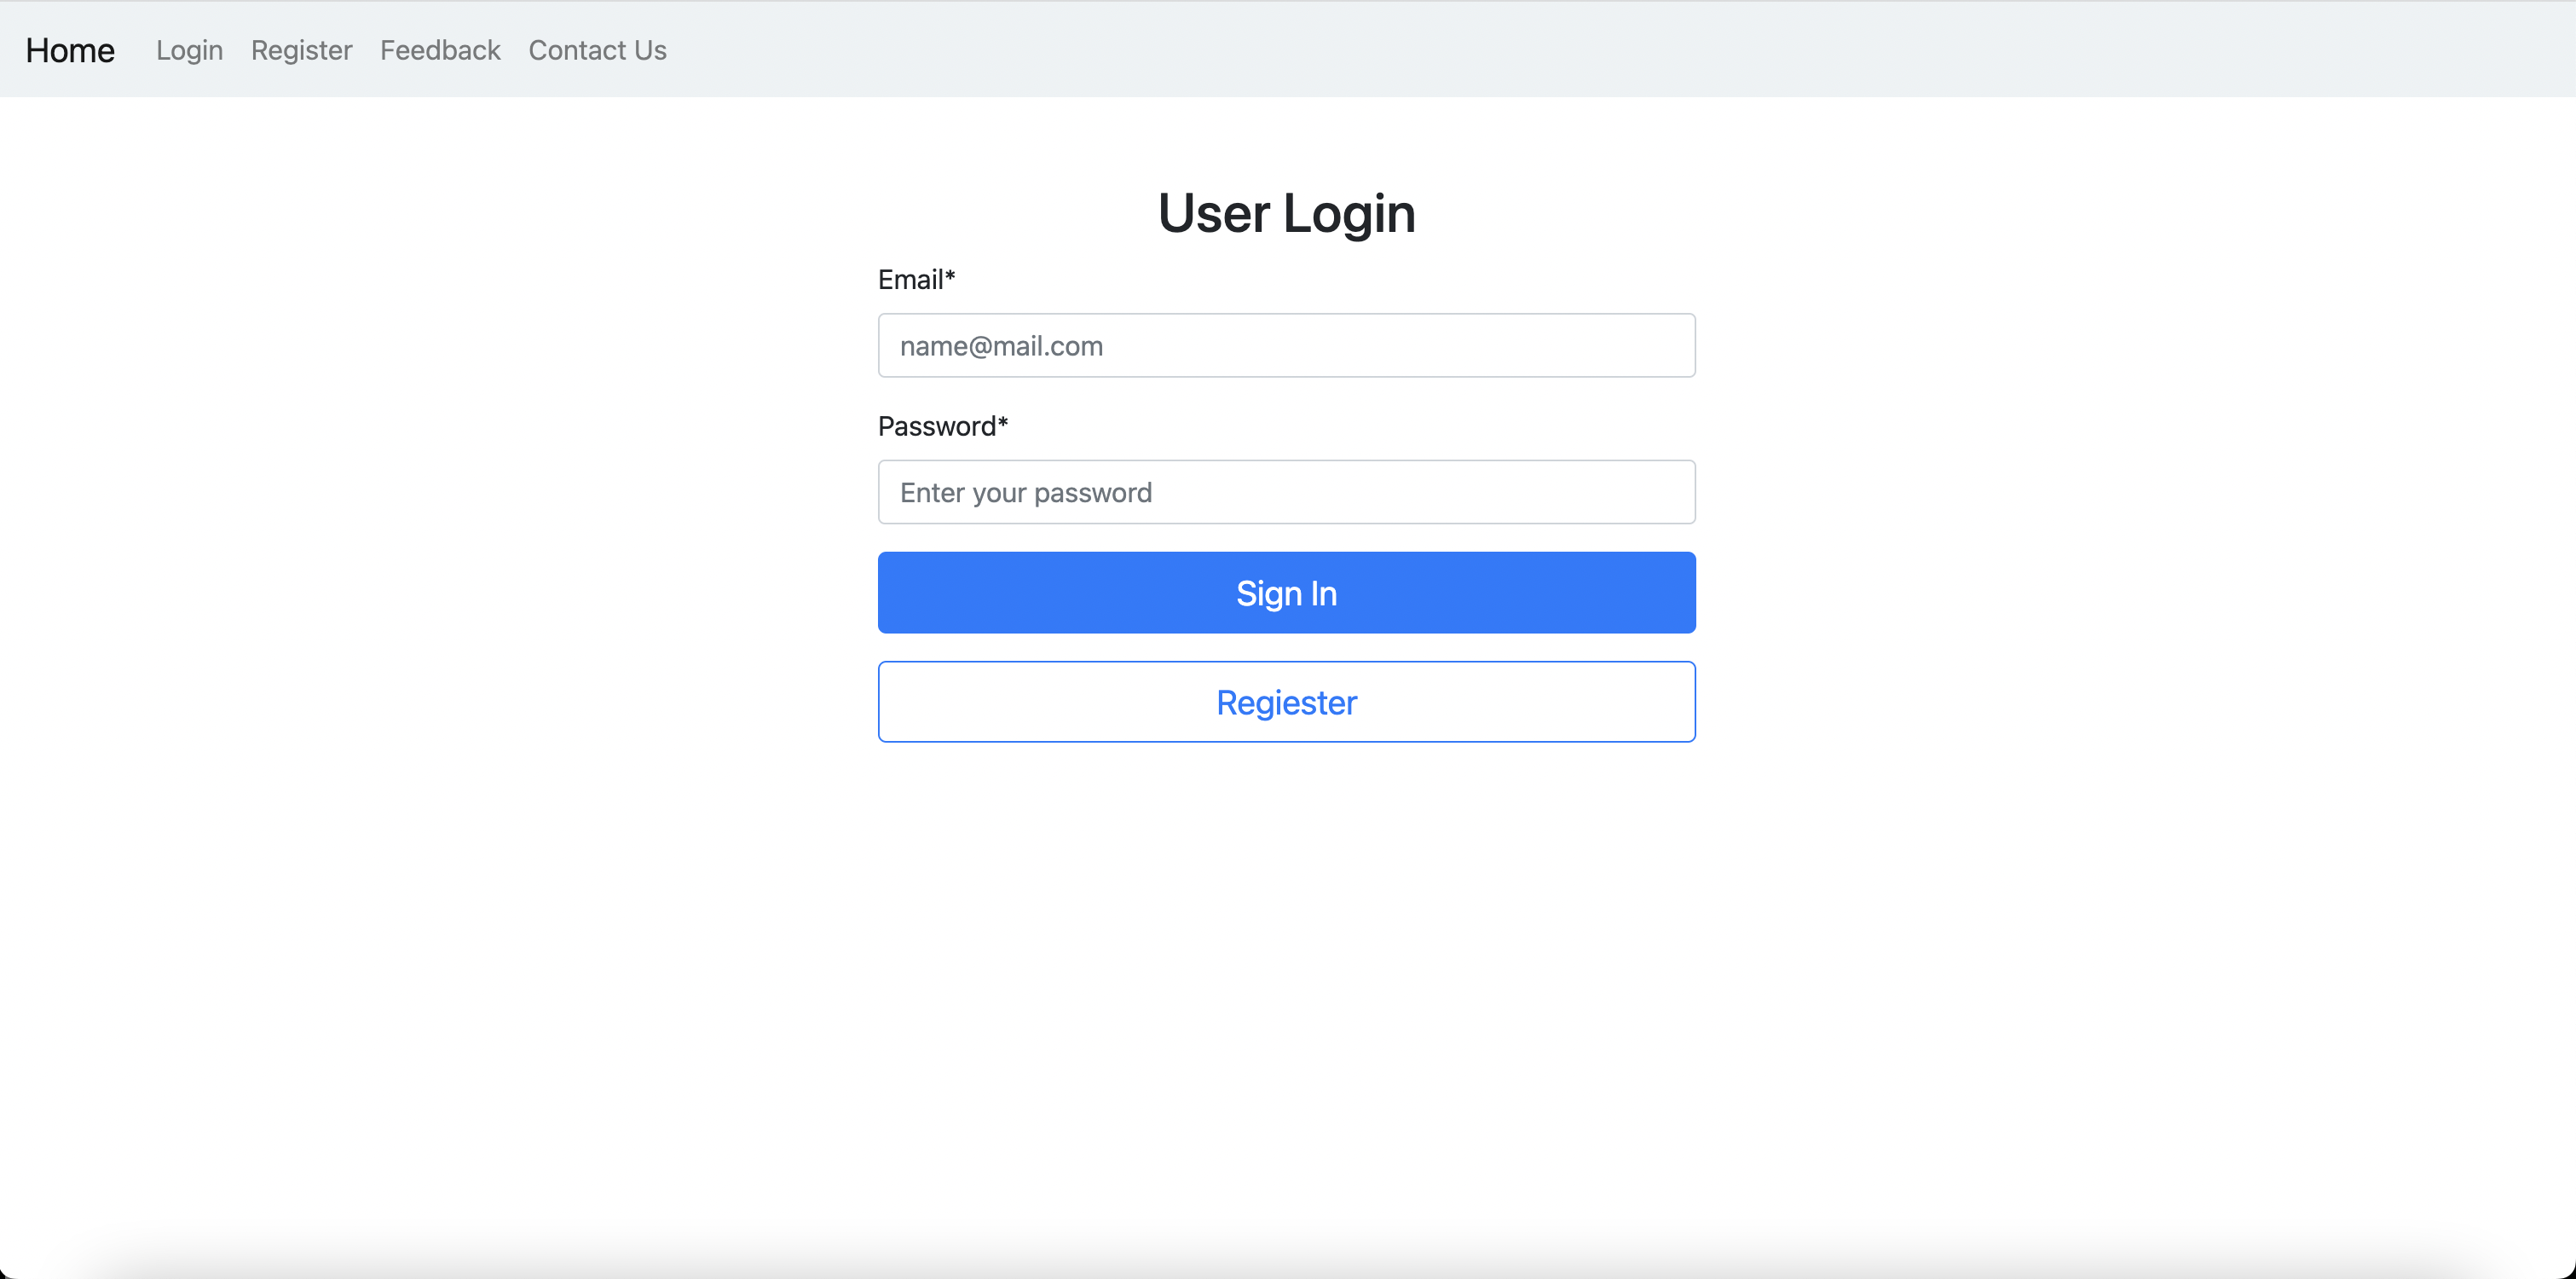 Home Login Register Feedback Contact Us
User Login
Email*
name@mail.com
Password*
Enter your password
Sign In
Regiester